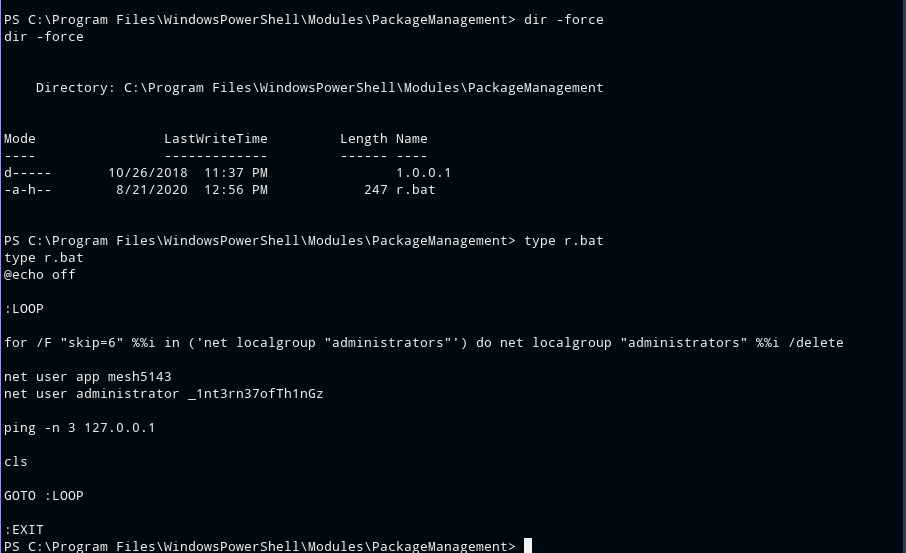 PS C:\Program Files\WindowsPowerShell\Modules\PackageManagement> dir -force
dir -force
Directory: C:\Program Files\WindowsPowerShell\Modules\PackageManagement
Mode                LastWriteTime         Length Name
----                -------------         ------ ----
d-----       10/26/2018  11:37 PM                1.0.0.1
-a-h--        8/21/2020  12:56 PM            247 r.bat
PS C:\Program Files\WindowsPowerShell\Modules\PackageManagement> type r.bat
type r.bat
@echo off
:LOOP
for /F "skip=6" %%i in ('net localgroup "administrators"') do net localgroup "administrators" %%i /delete
net user app mesh5143
net user administrator _1nt3rn37ofTh1nGz
ping -n 3 127.0.0.1
cls
GOTO :LOOP
:EXIT
PS C:\Program Files\WindowsPowerShell\Modules\PackageManagement>